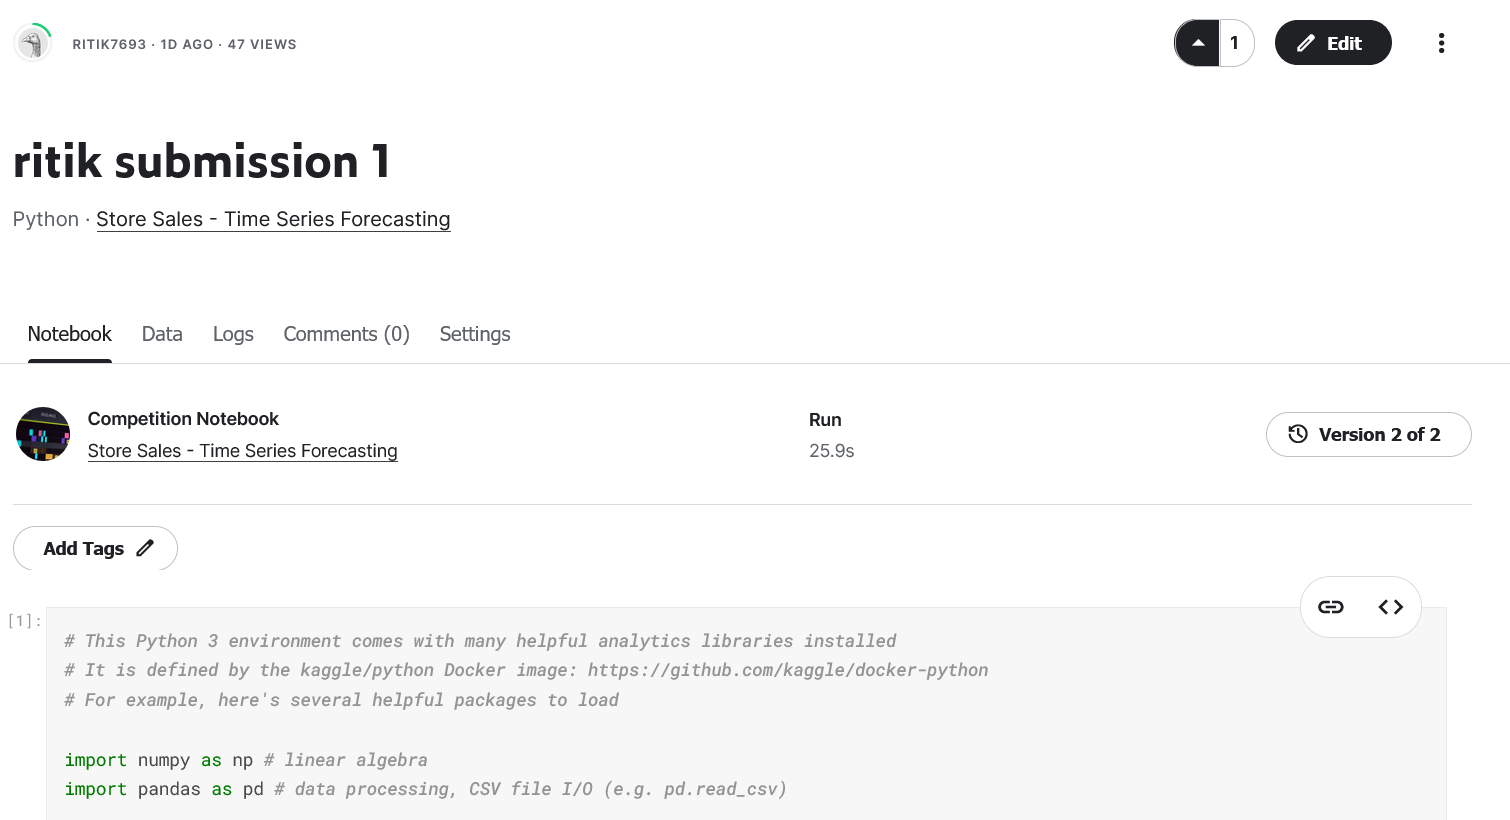 RITIK7693 · 1D AGO · 47 VIEWS
1
Edit
ritik submission 1
Python · Store Sales - Time Series Forecasting
Notebook Data Logs Comments (0) Settings
Competition Notebook
Store Sales - Time Series Forecasting
Run
25.9s
Version 2 of 2
Add Tags
[1]:
# This Python 3 environment comes with many helpful analytics libraries installed
# It is defined by the kaggle/python Docker image: https://github.com/kaggle/docker-python
# For example, here's several helpful packages to load
import numpy as np # linear algebra
import pandas as pd # data processing, CSV file I/O (e.g. pd.read_csv)